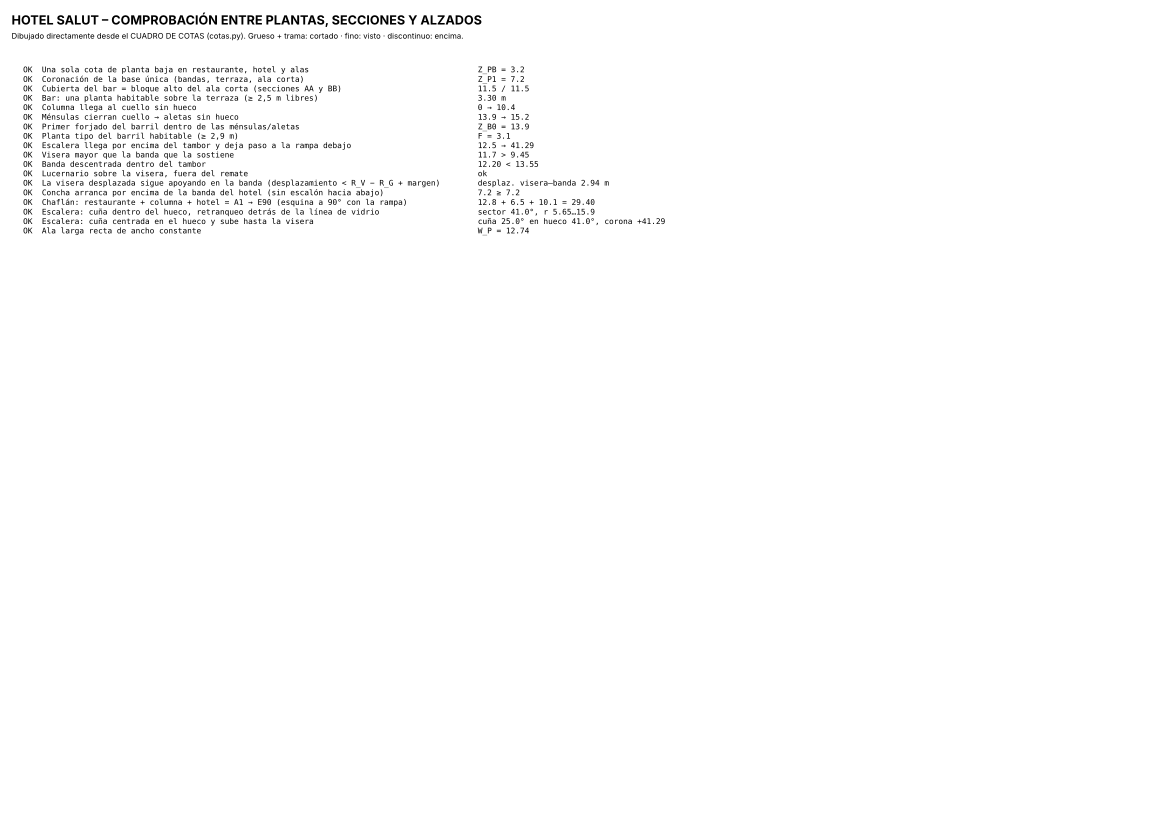 HOTEL SALUT – COMPROBACIÓN ENTRE PLANTAS, SECCIONES Y ALZADOS
Dibujado directamente desde el CUADRO DE COTAS (cotas.py). Grueso + trama: cortado · fino: visto · discontinuo: encima.
OK Una sola cota de planta baja en restaurante, hotel y alas Z_PB = 3.2
OK Coronación de la base única (bandas, terraza, ala corta) Z_P1 = 7.2
OK Cubierta del bar = bloque alto del ala corta (secciones AA y BB) 11.5 / 11.5
OK Bar: una planta habitable sobre la terraza (≥ 2,5 m libres) 3.30 m
OK Columna llega al cuello sin hueco 0 → 10.4
OK Ménsulas cierran cuello → aletas sin hueco 13.9 → 15.2
OK Primer forjado del barril dentro de las ménsulas/aletas Z_B0 = 13.9
OK Planta tipo del barril habitable (≥ 2,9 m) F = 3.1
OK Escalera llega por encima del tambor y deja paso a la rampa debajo 12.5 → 41.29
OK Visera mayor que la banda que la sostiene 11.7 > 9.45
OK Banda descentrada dentro del tambor 12.20 < 13.55
OK Lucernario sobre la visera, fuera del remate ok
OK La visera desplazada sigue apoyando en la banda (desplazamiento < R_V − R_G + margen) desplaz. visera–banda 2.94 m
OK Concha arranca por encima de la banda del hotel (sin escalón hacia abajo) 7.2 ≥ 7.2
OK Chaflán: restaurante + columna + hotel = A1 → E90 (esquina a 90° con la rampa) 12.8 + 6.5 + 10.1 = 29.40
OK Escalera: cuña dentro del hueco, retranqueo detrás de la línea de vidrio sector 41.0°, r 5.65…15.9
OK Escalera: cuña centrada en el hueco y sube hasta la visera cuña 25.0° en hueco 41.0°, corona +41.29
OK Ala larga recta de ancho constante W_P = 12.74